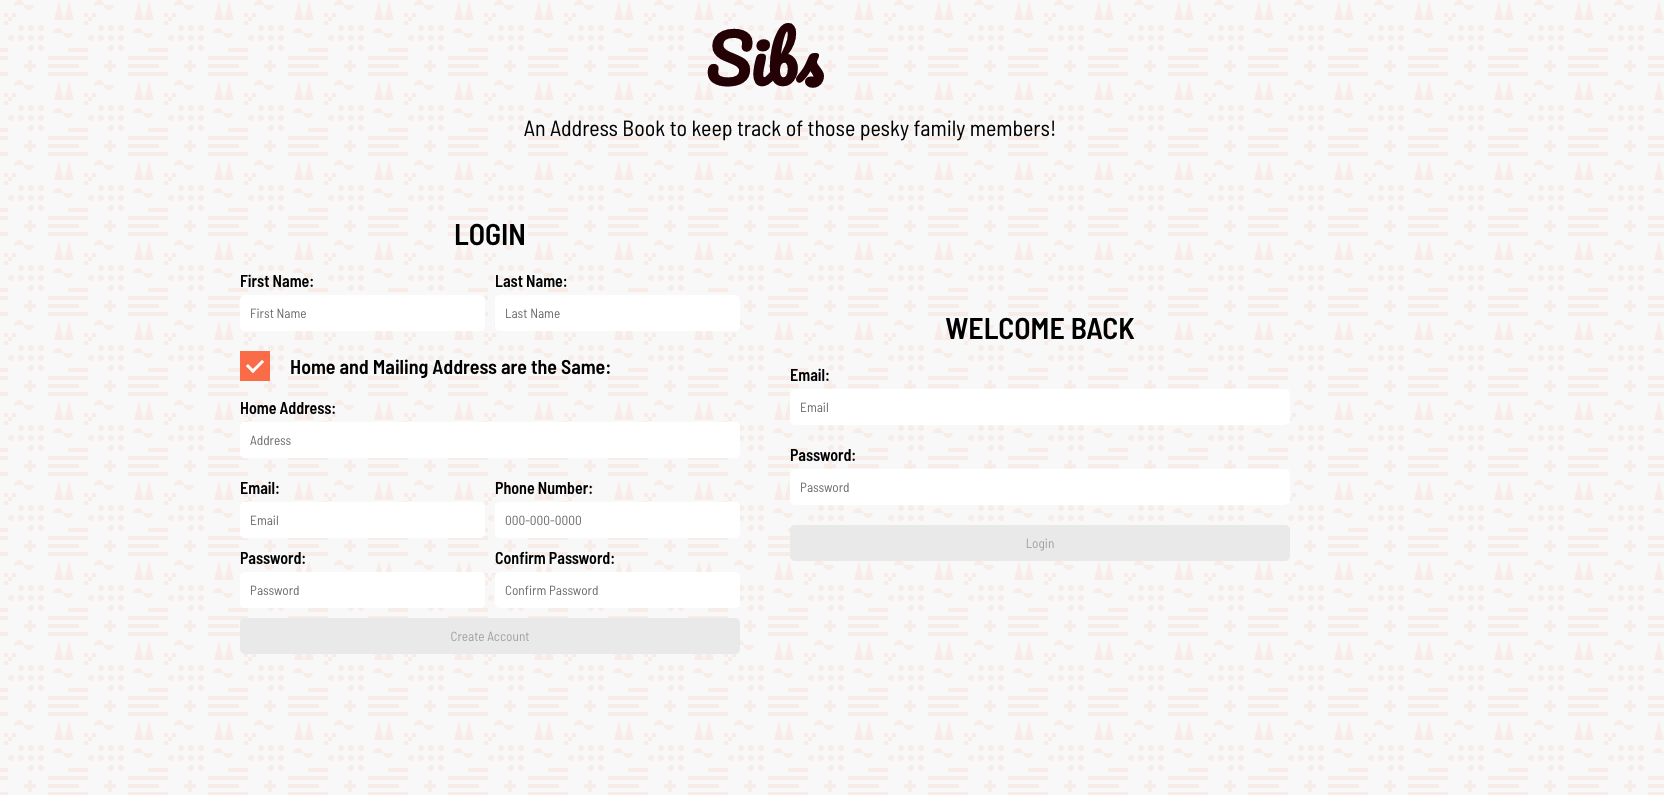 Sibs
An Address Book to keep track of those pesky family members!
LOGIN
First Name: Last Name:
First Name Last Name
Home and Mailing Address are the Same:
Home Address:
Address
Email: Phone Number:
Email 000-000-0000
Password: Confirm Password:
Password Confirm Password
Create Account
WELCOME BACK
Email:
Email
Password:
Password
Login